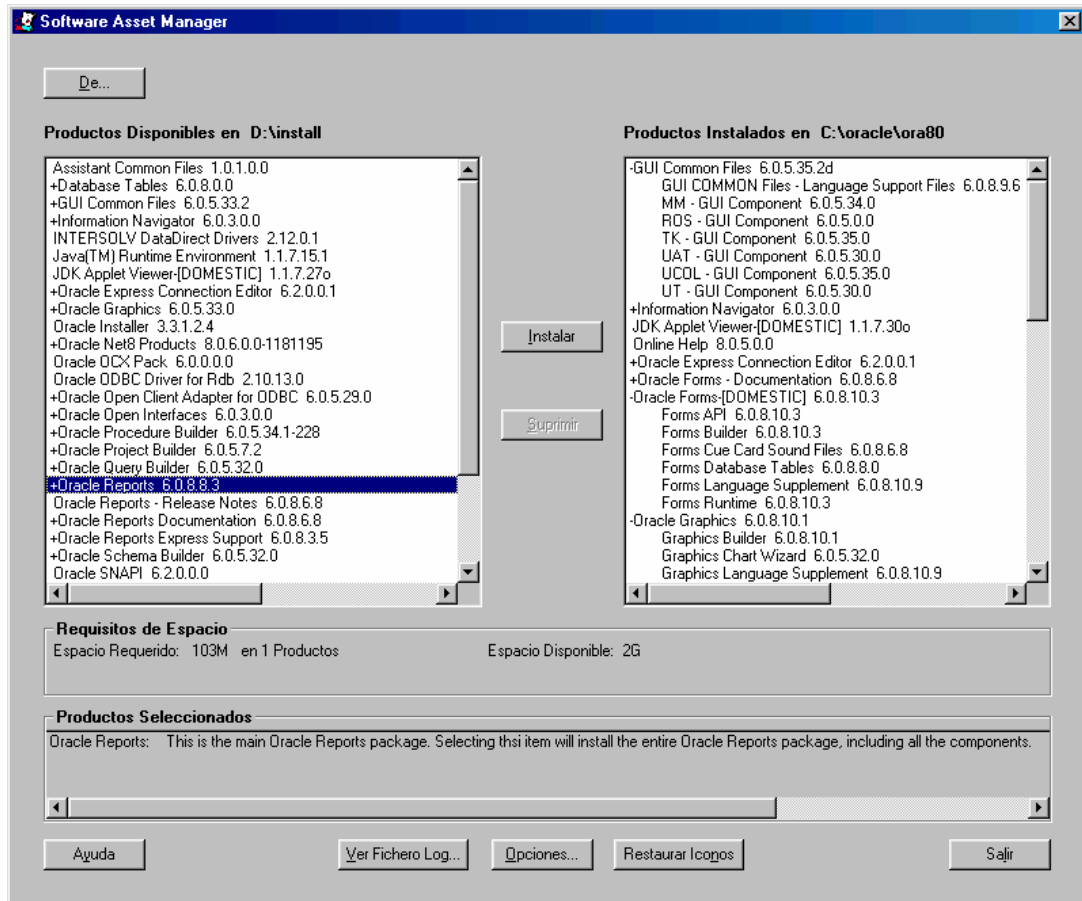 Software Asset Manager
De...
Productos Disponibles en D:\install
Assistant Common Files 1.0.1.0.0
+Database Tables 6.0.8.0.0
+GUI Common Files 6.0.5.33.2
+Information Navigator 6.0.3.0.0
INTERSOLV DataDirect Drivers 2.12.0.1
Java(TM) Runtime Environment 1.1.7.15.1
JDK Applet Viewer-[DOMESTIC] 1.1.7.27o
+Oracle Express Connection Editor 6.2.0.0.1
+Oracle Graphics 6.0.5.33.0
Oracle Installer 3.3.1.2.4
+Oracle Net8 Products 8.0.6.0.0-1181195
Oracle OCX Pack 6.0.0.0.0
Oracle ODBC Driver for Rdb 2.10.13.0
+Oracle Open Client Adapter for ODBC 6.0.5.29.0
+Oracle Open Interfaces 6.0.3.0.0
+Oracle Procedure Builder 6.0.5.34.1-228
+Oracle Project Builder 6.0.5.7.2
+Oracle Query Builder 6.0.5.32.0
+Oracle Reports 6.0.8.8.3
Oracle Reports - Release Notes 6.0.8.6.8
+Oracle Reports Documentation 6.0.8.6.8
+Oracle Reports Express Support 6.0.8.3.5
+Oracle Schema Builder 6.0.5.32.0
Oracle SNAPI 6.2.0.0.0
Instalar
Suprimir
Productos Instalados en C:\oracle\ora80
-GUI Common Files 6.0.5.35.2d
GUI COMMON Files - Language Support Files 6.0.8.9.6
MM - GUI Component 6.0.5.34.0
ROS - GUI Component 6.0.5.0.0
TK - GUI Component 6.0.5.35.0
UAT - GUI Component 6.0.5.30.0
UCOL - GUI Component 6.0.5.35.0
UT - GUI Component 6.0.5.30.0
+Information Navigator 6.0.3.0.0
JDK Applet Viewer-[DOMESTIC] 1.1.7.30o
Online Help 8.0.5.0.0
+Oracle Express Connection Editor 6.2.0.0.1
+Oracle Forms - Documentation 6.0.8.6.8
-Oracle Forms-[DOMESTIC] 6.0.8.10.3
Forms API 6.0.8.10.3
Forms Builder 6.0.8.10.3
Forms Cue Card Sound Files 6.0.8.6.8
Forms Database Tables 6.0.8.8.0
Forms Language Supplement 6.0.8.10.9
Forms Runtime 6.0.8.10.3
-Oracle Graphics 6.0.8.10.1
Graphics Builder 6.0.8.10.1
Graphics Chart Wizard 6.0.5.32.0
Graphics Language Supplement 6.0.8.10.9
Requisitos de Espacio
Espacio Requerido: 103M en 1 Productos Espacio Disponible: 2G
Productos Seleccionados
Oracle Reports: This is the main Oracle Reports package. Selecting thsi item will install the entire Oracle Reports package, including all the components.
Ayuda Ver Fichero Log... Opciones... Restaurar Iconos Salir